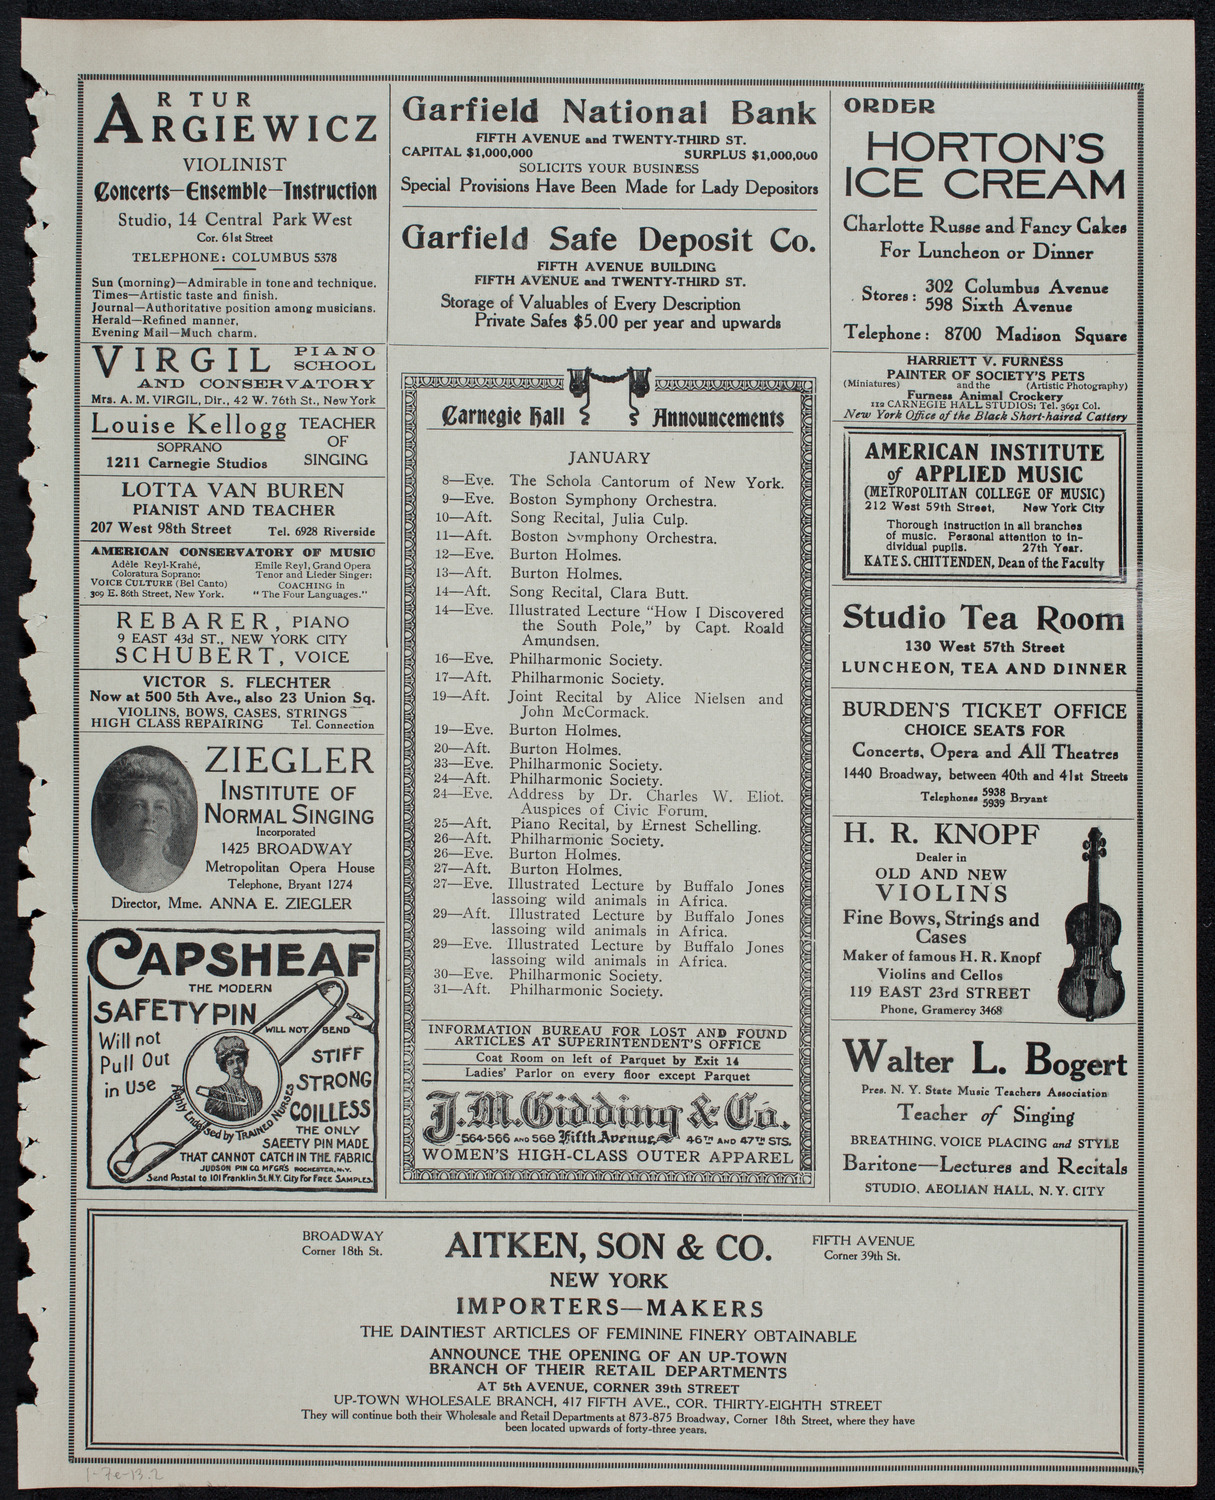 ARTUR
ARGIEWICZ
VIOLINIST
Concerts—Ensemble—Instruction
Studio, 14 Central Park West
Cor. 61st Street
TELEPHONE: COLUMBUS 5378
Sun (morning)—Admirable in tone and technique.
Times—Artistic taste and finish.
Journal—Authoritative position among musicians.
Herald—Refined manner,
Evening Mail—Much charm.
VIRGIL PIANO SCHOOL
AND CONSERVATORY
Mrs. A. M. VIRGIL, Dir., 42 W. 76th St., New York
Louise Kellogg
SOPRANO
1211 Carnegie Studios
TEACHER
OF
SINGING
LOTTA VAN BUREN
PIANIST AND TEACHER
207 West 98th Street Tel. 6928 Riverside
AMERICAN CONSERVATORY OF MUSIC
Adèle Reyl-Krahé,
Coloratura Soprano:
VOICE CULTURE (Bel Canto)
309 E. 86th Street, New York.
Emile Reyl, Grand Opera
Tenor and Lieder Singer:
COACHING in
"The Four Languages."
REBARER, PIANO
9 EAST 43d ST., NEW YORK CITY
SCHUBERT, VOICE
VICTOR S. FLECHTER
Now at 500 5th Ave., also 23 Union Sq.
VIOLINS, BOWS, CASES, STRINGS
HIGH CLASS REPAIRING Tel. Connection
ZIEGLER
INSTITUTE OF
NORMAL SINGING
Incorporated
1425 BROADWAY
Metropolitan Opera House
Telephone, Bryant 1274
Director, Mme. ANNA E. ZIEGLER
CAPSHEAF
THE MODERN
SAFETY PIN
WILL NOT BEND
Will not
Pull Out
in Use
STIFF
STRONG
COILLESS
Highly Endorsed by TRAINED NURSES
THE ONLY
SAFETY PIN MADE
THAT CANNOT CATCH IN THE FABRIC.
JUDSON PIN CO. MFGRS ROCHESTER, N.Y.
Send Postal to 101 Franklin St. N.Y. City for FREE SAMPLES.
Garfield National Bank
FIFTH AVENUE and TWENTY-THIRD ST.
CAPITAL $1,000,000 SURPLUS $1,000,000
SOLICITS YOUR BUSINESS
Special Provisions Have Been Made for Lady Depositors
Garfield Safe Deposit Co.
FIFTH AVENUE BUILDING
FIFTH AVENUE and TWENTY-THIRD ST.
Storage of Valuables of Every Description
Private Safes $5.00 per year and upwards
Carnegie Hall Announcements
JANUARY
8—Eve. The Schola Cantorum of New York.
9—Eve. Boston Symphony Orchestra.
10—Aft. Song Recital, Julia Culp.
11—Aft. Boston Symphony Orchestra.
12—Eve. Burton Holmes.
13—Aft. Burton Holmes.
14—Aft. Song Recital, Clara Butt.
14—Eve. Illustrated Lecture "How I Discovered
the South Pole," by Capt. Roald
Amundsen.
16—Eve. Philharmonic Society.
17—Aft. Philharmonic Society.
19—Aft. Joint Recital by Alice Nielsen and
John McCormack.
19—Eve. Burton Holmes.
20—Aft. Burton Holmes.
23—Eve. Philharmonic Society.
24—Aft. Philharmonic Society.
24—Eve. Address by Dr. Charles W. Eliot.
Auspices of Civic Forum.
25—Aft. Piano Recital, by Ernest Schelling.
26—Aft. Philharmonic Society.
26—Eve. Burton Holmes.
27—Aft. Burton Holmes.
27—Eve. Illustrated Lecture by Buffalo Jones
lassoing wild animals in Africa.
29—Aft. Illustrated Lecture by Buffalo Jones
lassoing wild animals in Africa.
29—Eve. Illustrated Lecture by Buffalo Jones
lassoing wild animals in Africa.
30—Eve. Philharmonic Society.
31—Aft. Philharmonic Society.
INFORMATION BUREAU FOR LOST AND FOUND
ARTICLES AT SUPERINTENDENT'S OFFICE
Coat Room on left of Parquet by Exit 14
Ladies' Parlor on every floor except Parquet
J. M. Gidding & Co.
564-566 AND 568 Fifth Avenue, 46TH AND 47TH STS.
WOMEN'S HIGH-CLASS OUTER APPAREL
ORDER
HORTON'S
ICE CREAM
Charlotte Russe and Fancy Cakes
For Luncheon or Dinner
Stores: 302 Columbus Avenue
598 Sixth Avenue
Telephone: 8700 Madison Square
HARRIETT V. FURNESS
PAINTER OF SOCIETY'S PETS
(Miniatures) and the (Artistic Photography)
Furness Animal Crockery
112 CARNEGIE HALL STUDIOS; Tel. 3691 Col.
New York Office of the Black Short-haired Cattery
AMERICAN INSTITUTE
of APPLIED MUSIC
(METROPOLITAN COLLEGE OF MUSIC)
212 West 59th Street, New York City
Thorough instruction in all branches
of music. Personal attention to in-
dividual pupils. 27th Year.
KATE S. CHITTENDEN, Dean of the Faculty
Studio Tea Room
130 West 57th Street
LUNCHEON, TEA AND DINNER
BURDEN'S TICKET OFFICE
CHOICE SEATS FOR
Concerts, Opera and All Theatres
1440 Broadway, between 40th and 41st Streets
Telephones 5938 5939 Bryant
H. R. KNOPF
Dealer in
OLD AND NEW
VIOLINS
Fine Bows, Strings and
Cases
Maker of famous H. R. Knopf
Violins and Cellos
119 EAST 23rd STREET
Phone, Gramercy 3468
Walter L. Bogert
Pres. N. Y. State Music Teachers Association
Teacher of Singing
BREATHING, VOICE PLACING and STYLE
Baritone—Lectures and Recitals
STUDIO, AEOLIAN HALL, N. Y. CITY
BROADWAY
Corner 18th St.
AITKEN, SON & CO.
FIFTH AVENUE
Corner 39th St.
NEW YORK
IMPORTERS—MAKERS
THE DAINTIEST ARTICLES OF FEMININE FINERY OBTAINABLE
ANNOUNCE THE OPENING OF AN UP-TOWN
BRANCH OF THEIR RETAIL DEPARTMENTS
AT 5th AVENUE, CORNER 39th STREET
UP-TOWN WHOLESALE BRANCH, 417 FIFTH AVE., COR. THIRTY-EIGHTH STREET
They will continue both their Wholesale and Retail Departments at 873-875 Broadway, Corner 18th Street, where they have
been located upwards of forty-three years.
1-7e-13.2